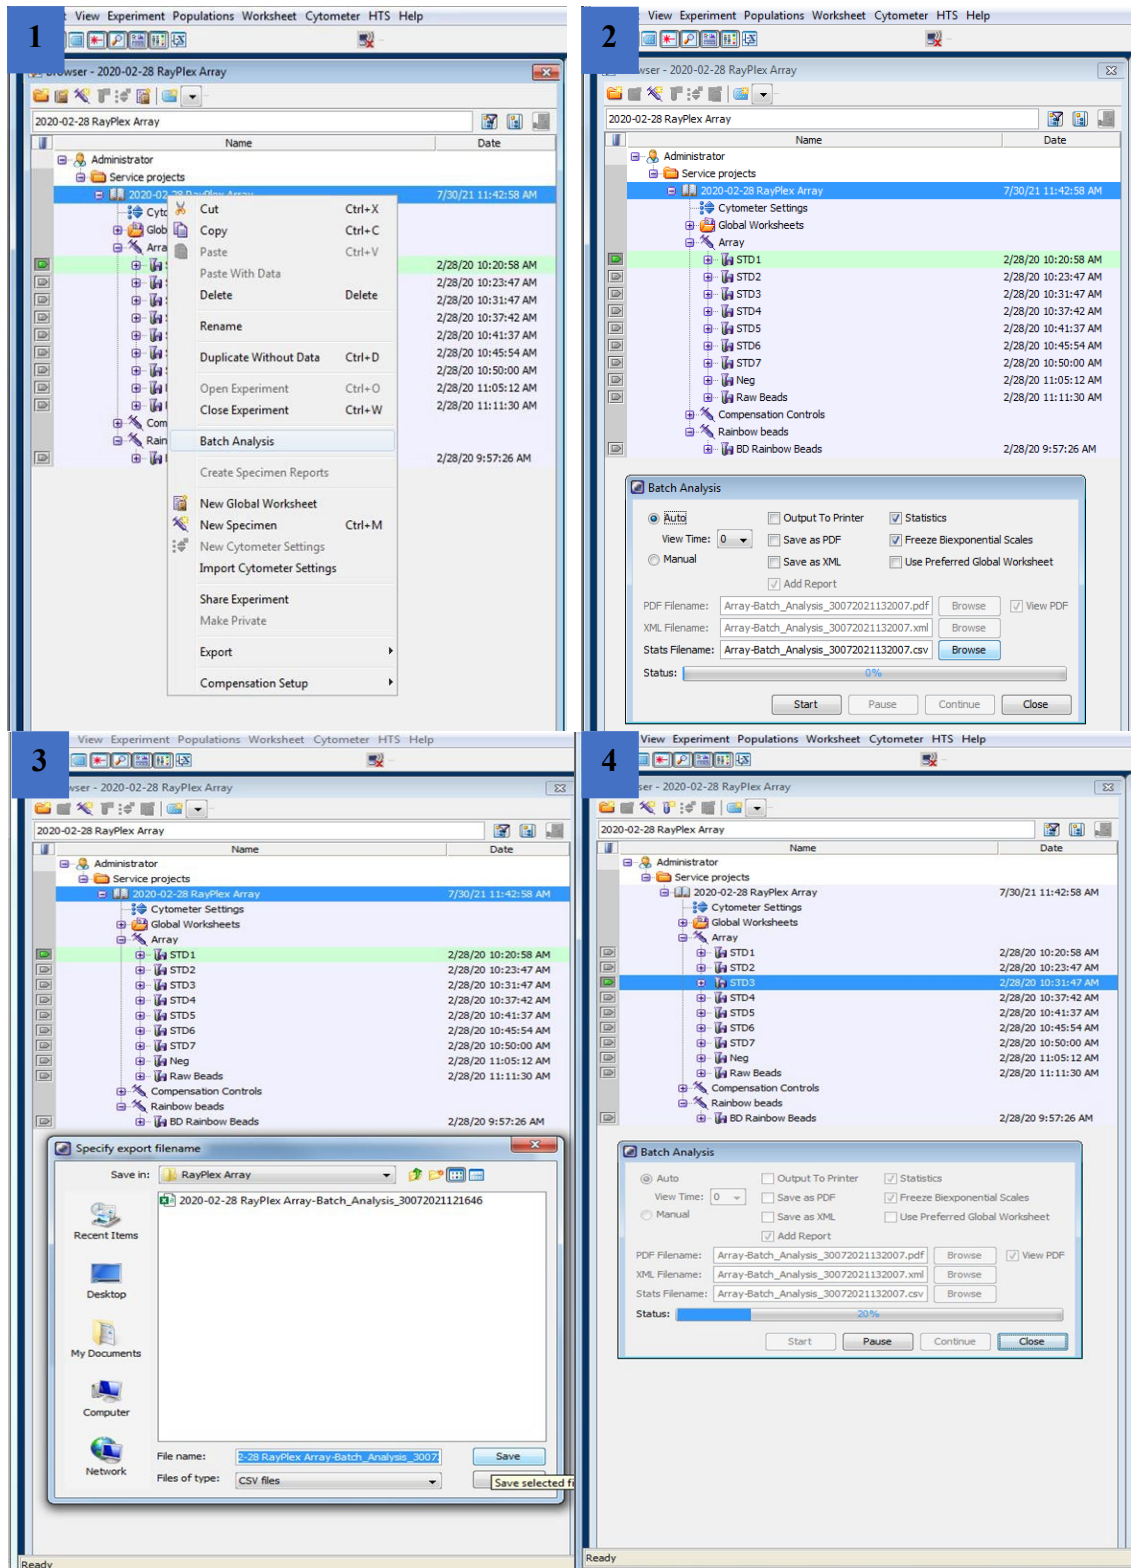 1
View Experiment Populations Worksheet Cytometer HTS Help
Browser - 2020-02-28 RayPlex Array
2020-02-28 RayPlex Array
Name Date
Administrator
Service projects
2020-02-28 RayPlex Array 7/30/21 11:42:58 AM
Cyto
Glob
Arra
2/28/20 10:20:58 AM
2/28/20 10:23:47 AM
2/28/20 10:31:47 AM
2/28/20 10:37:42 AM
2/28/20 10:41:37 AM
2/28/20 10:45:54 AM
2/28/20 10:50:00 AM
2/28/20 11:05:12 AM
2/28/20 11:11:30 AM
Com
Rain
2/28/20 9:57:26 AM
Cut Ctrl+X
Copy Ctrl+C
Paste Ctrl+V
Paste With Data
Delete Delete
Rename
Duplicate Without Data Ctrl+D
Open Experiment Ctrl+O
Close Experiment Ctrl+W
Batch Analysis
Create Specimen Reports
New Global Worksheet
New Specimen Ctrl+M
New Cytometer Settings
Import Cytometer Settings
Share Experiment
Make Private
Export
Compensation Setup
2
View Experiment Populations Worksheet Cytometer HTS Help
wser - 2020-02-28 RayPlex Array
2020-02-28 RayPlex Array
Name Date
Administrator
Service projects
2020-02-28 RayPlex Array 7/30/21 11:42:58 AM
Cytometer Settings
Global Worksheets
Array
STD1 2/28/20 10:20:58 AM
STD2 2/28/20 10:23:47 AM
STD3 2/28/20 10:31:47 AM
STD4 2/28/20 10:37:42 AM
STD5 2/28/20 10:41:37 AM
STD6 2/28/20 10:45:54 AM
STD7 2/28/20 10:50:00 AM
Neg 2/28/20 11:05:12 AM
Raw Beads 2/28/20 11:11:30 AM
Compensation Controls
Rainbow beads
BD Rainbow Beads 2/28/20 9:57:26 AM
Batch Analysis
Auto Output To Printer Statistics
View Time: 0 Save as PDF Freeze Biexponential Scales
Manual Save as XML Use Preferred Global Worksheet
Add Report
PDF Filename: Array-Batch_Analysis_30072021132007.pdf Browse View PDF
XML Filename: Array-Batch_Analysis_30072021132007.xml Browse
Stats Filename: Array-Batch_Analysis_30072021132007.csv Browse
Status: 0%
Start Pause Continue Close
3
View Experiment Populations Worksheet Cytometer HTS Help
wser - 2020-02-28 RayPlex Array
2020-02-28 RayPlex Array
Name Date
Administrator
Service projects
2020-02-28 RayPlex Array 7/30/21 11:42:58 AM
Cytometer Settings
Global Worksheets
Array
STD1 2/28/20 10:20:58 AM
STD2 2/28/20 10:23:47 AM
STD3 2/28/20 10:31:47 AM
STD4 2/28/20 10:37:42 AM
STD5 2/28/20 10:41:37 AM
STD6 2/28/20 10:45:54 AM
STD7 2/28/20 10:50:00 AM
Neg 2/28/20 11:05:12 AM
Raw Beads 2/28/20 11:11:30 AM
Compensation Controls
Rainbow beads
BD Rainbow Beads 2/28/20 9:57:26 AM
Specify export filename
Save in: RayPlex Array
2020-02-28 RayPlex Array-Batch_Analysis_30072021121646
Recent Items
Desktop
My Documents
Computer
Network
File name: 2-28 RayPlex Array-Batch_Analysis_3007 Save
Files of type: CSV files
Save selected fi
Ready
4
View Experiment Populations Worksheet Cytometer HTS Help
ser - 2020-02-28 RayPlex Array
2020-02-28 RayPlex Array
Name Date
Administrator
Service projects
2020-02-28 RayPlex Array 7/30/21 11:42:58 AM
Cytometer Settings
Global Worksheets
Array
STD1 2/28/20 10:20:58 AM
STD2 2/28/20 10:23:47 AM
STD3 2/28/20 10:31:47 AM
STD4 2/28/20 10:37:42 AM
STD5 2/28/20 10:41:37 AM
STD6 2/28/20 10:45:54 AM
STD7 2/28/20 10:50:00 AM
Neg 2/28/20 11:05:12 AM
Raw Beads 2/28/20 11:11:30 AM
Compensation Controls
Rainbow beads
BD Rainbow Beads 2/28/20 9:57:26 AM
Batch Analysis
Auto Output To Printer Statistics
View Time: 0 Save as PDF Freeze Biexponential Scales
Manual Save as XML Use Preferred Global Worksheet
Add Report
PDF Filename: Array-Batch_Analysis_30072021132007.pdf Browse View PDF
XML Filename: Array-Batch_Analysis_30072021132007.xml Browse
Stats Filename: Array-Batch_Analysis_30072021132007.csv Browse
Status: 20%
Start Pause Continue Close
Ready